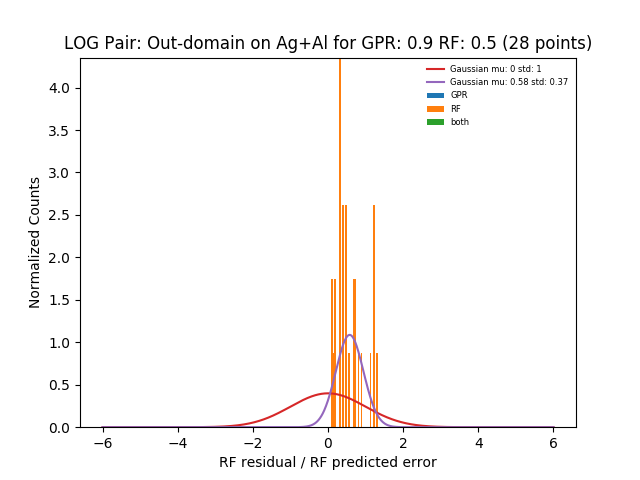 LOG Pair: Out-domain on Ag+Al for GPR: 0.9 RF: 0.5 (28 points)
Gaussian mu: 0 std: 1
Gaussian mu: 0.58 std: 0.37
GPR
RF
both
Normalized Counts
4.0
3.5
3.0
2.5
2.0
1.5
1.0
0.5
0.0
−6 −4 −2 0 2 4 6
RF residual / RF predicted error